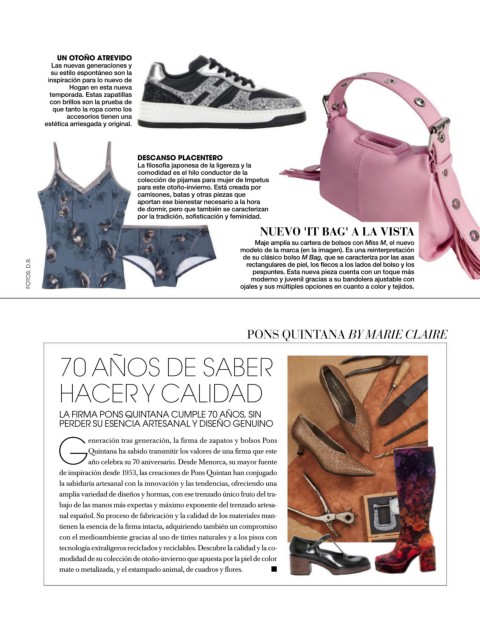 UN OTOÑO ATREVIDO
Las nuevas generaciones y
su estilo espontáneo son la
inspiración para lo nuevo de
Hogan en esta nueva
temporada. Estas zapatillas
con brillos son la prueba de
que tanto la ropa como los
accesorios tienen una
estética arriesgada y original.
DESCANSO PLACENTERO
La filosofía japonesa de la ligereza y la
comodidad es el hilo conductor de la
colección de pijamas para mujer de Impetus
para este otoño-invierno. Está creada por
camisones, batas y otras piezas que
aportan ese bienestar necesario a la hora
de dormir, pero que también se caracterizan
por la tradición, sofisticación y feminidad.
NUEVO 'IT BAG' A LA VISTA
Maje amplía su cartera de bolsos con Miss M, el nuevo
modelo de la marca (en la imagen). Es una reinterpretación
de su clásico bolso M Bag, que se caracteriza por las asas
rectangulares de piel, los flecos a los lados del bolso y los
pespuntes. Esta nueva pieza cuenta con un toque más
moderno y juvenil gracias a su bandolera ajustable con
ojales y sus múltiples opciones en cuanto a color y tejidos.
FOTOS: D.R.
PONS QUINTANA BY MARIE CLAIRE
70 AÑOS DE SABER
HACER Y CALIDAD
LA FIRMA PONS QUINTANA CUMPLE 70 AÑOS, SIN
PERDER SU ESENCIA ARTESANAL Y DISEÑO GENUINO
Generación tras generación, la firma de zapatos y bolsos Pons
Quintana ha sabido transmitir los valores de una firma que este
año celebra su 70 aniversario. Desde Menorca, su mayor fuente
de inspiración desde 1953, las creaciones de Pons Quintan han conjugado
la sabiduría artesanal con la innovación y las tendencias, ofreciendo una
amplia variedad de diseños y hormas, con ese trenzado único fruto del tra-
bajo de las manos más expertas y máximo exponente del trenzado artesa-
nal español. Su proceso de fabricación y la calidad de los materiales man-
tienen la esencia de la firma intacta, adquiriendo también un compromiso
con el medioambiente gracias al uso de tintes naturales y a los pisos con
tecnología extraligeros reciclados y reciclables. Descubre la calidad y la co-
modidad de su colección de otoño-invierno que apuesta por la piel de color
mate o metalizada, y el estampado animal, de cuadros y flores.